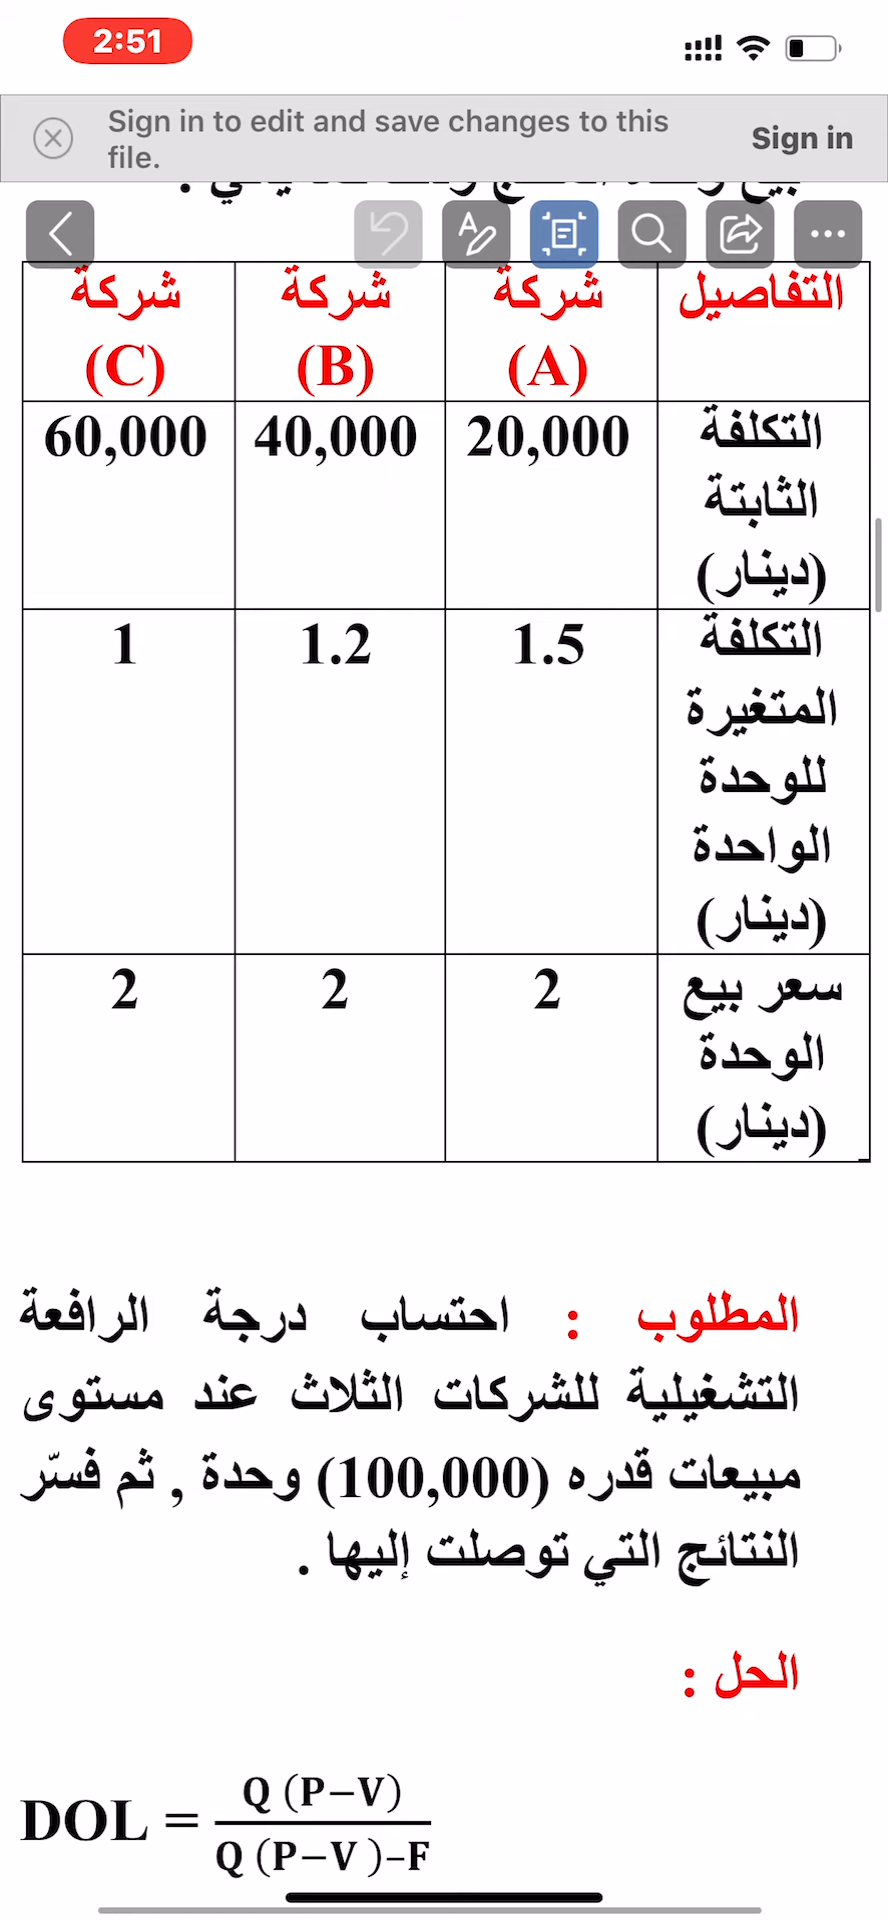 2:51
Sign in to edit and save changes to this
file.
Sign in
التفاصيل شركة شركة شركة
(A) (B) (C)
التكلفة 20,000 40,000 60,000
الثابتة
(دينار)
التكلفة 1.5 1.2 1
المتغيرة
للوحدة
الواحدة
(دينار)
سعر بيع 2 2 2
الوحدة
(دينار)
المطلوب : احتساب درجة الرافعة
التشغيلية للشركات الثلاث عند مستوى
مبيعات قدره (100,000) وحدة , ثم فسّر
النتائج التي توصلت إليها .
الحل :
DOL = Q (P–V)
Q (P–V )–F